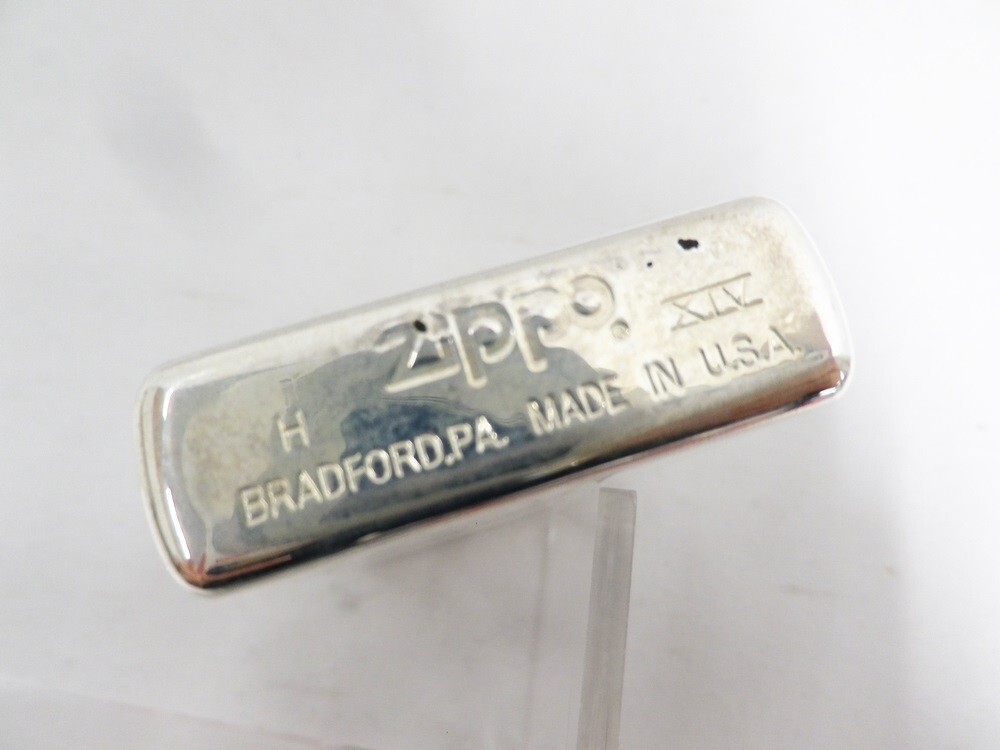 H zippo XIV
BRADFORD,PA. MADE IN U.S.A.